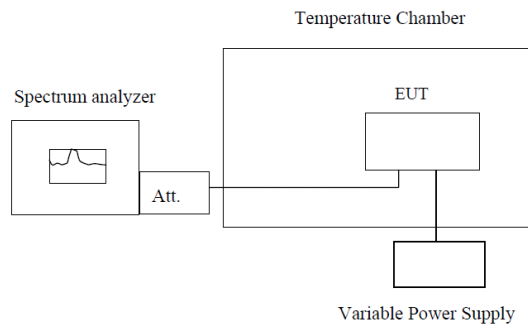 Temperature Chamber
Spectrum analyzer
EUT
Att.
Variable Power Supply